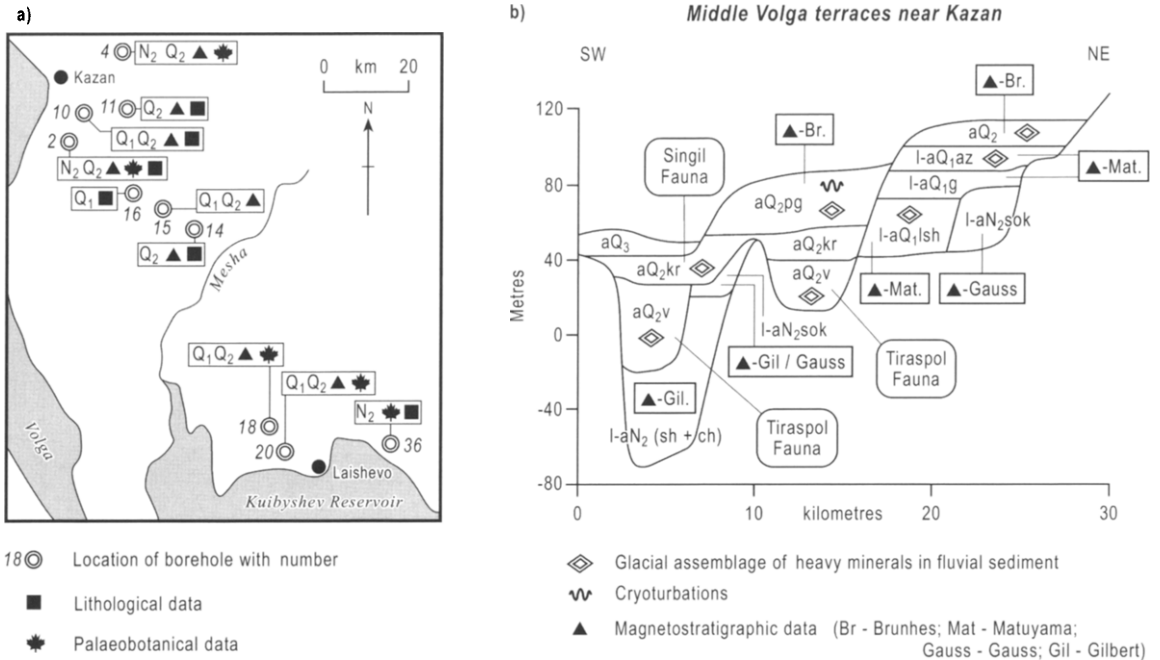 a)
4 N₂ Q₂
Kazan
0 km 20
N
10
11 Q₂
Q₁Q₂
2
N₂Q₂
Q₁
16
Q₁Q₂
15
14
Q₂
Mesha
Q₁Q₂
Q₁Q₂
N₂
18
20
36
Volga
Laishevo
Kuibyshev Reservoir
18 Location of borehole with number
Lithological data
Palaeobotanical data
b)
Middle Volga terraces near Kazan
SW
NE
Metres
120
80
40
0
-40
-80
0
10
kilometres
20
30
-Br.
-Br.
aQ₂
Singil
Fauna
l-aQ₁az
-Mat.
l-aQ₁g
aQ₂pg
l-aN₂sok
aQ₃
aQ₂kr
l-aQ₁lsh
aQ₂kr
aQ₂v
-Mat.
-Gauss
aQ₂v
l-aN₂sok
-Gil / Gauss
Tiraspol
Fauna
-Gil.
l-aN₂ (sh + ch)
Tiraspol
Fauna
Glacial assemblage of heavy minerals in fluvial sediment
Cryoturbations
Magnetostratigraphic data (Br - Brunhes; Mat - Matuyama;
Gauss - Gauss; Gil - Gilbert)